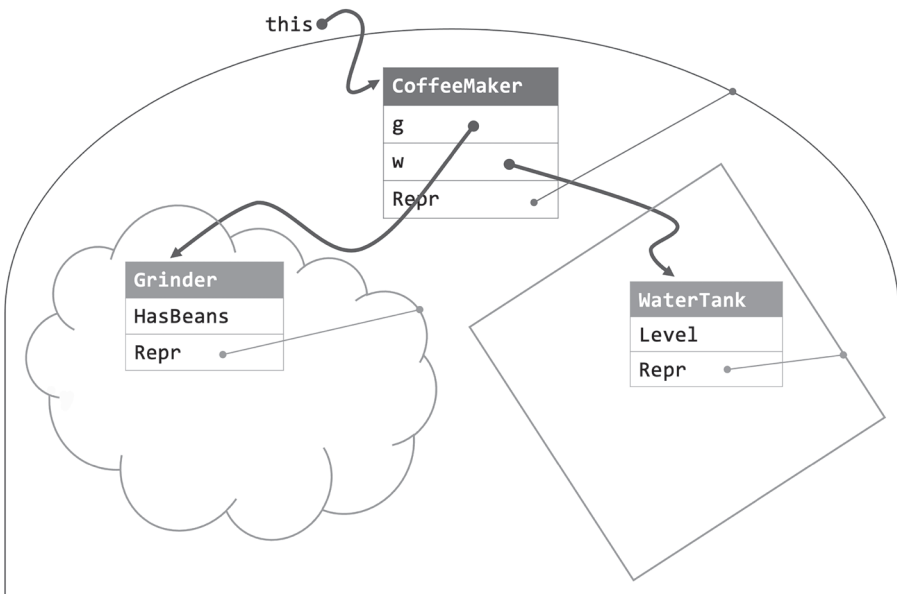 this
CoffeeMaker
g
w
Repr
Grinder
HasBeans
Repr
WaterTank
Level
Repr